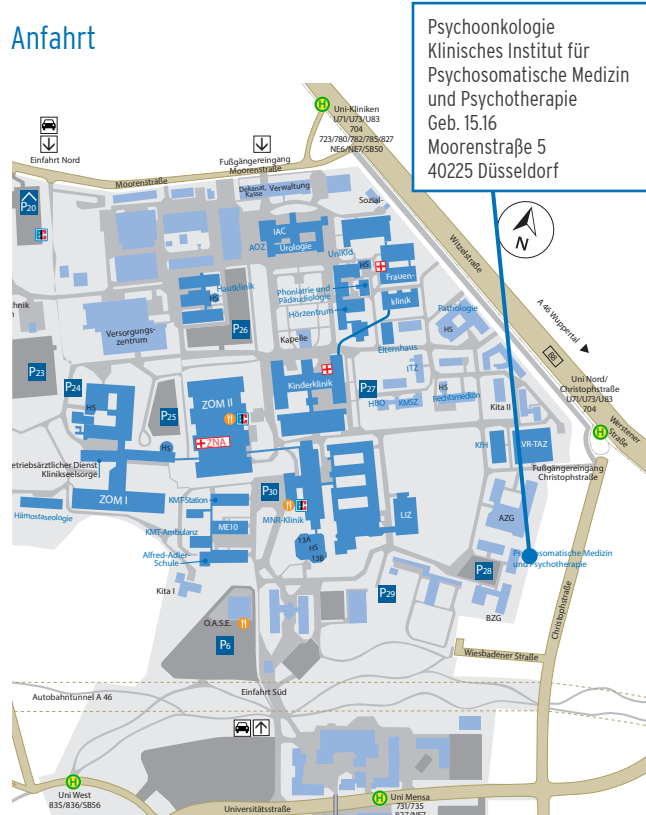 Anfahrt
Psychoonkologie
Klinisches Institut für
Psychosomatische Medizin
und Psychotherapie
Geb. 15.16
Moorenstraße 5
40225 Düsseldorf
Einfahrt Nord
Fußgängereingang
Moorenstraße
H
Uni-Kliniken
U71/U73/U83
704
723/780/782/785/827
NE6/NE7/SB50
Moorenstraße
Dekanat,
Kasse
Verwaltung
Sozial-
P20
N
Witzelstraße
IAC
AOZ
Urologie
UniKid
HS
Frauen-
klinik
Hautklinik
HS
Phoniatrie und
Pädaudiologie
Hörzentrum
Pathologie
HS
A 46 Wuppertal
B8
Versorgungs-
zentrum
P26
Kapelle
Elternhaus
ITZ
P23
P24
P25
ZOM II
Kinderklinik
P27
HBO
KMSZ
HS
Rechtsmedizin
Kita II
Uni Nord/
Christophstraße
U71/U73/U83
704
H
Werstener
Straße
HS
HS
ZNA
KfH
LVR-TAZ
Fußgängereingang
Christophstraße
etriebsärztlicher Dienst
Klinikseelsorge
ZOM I
Hämostaseologie
KMT-Station
P30
MNR-Klinik
LIZ
AZG
KMT-Ambulanz
ME10
13A
HS
13B
Alfred-Adler-
Schule
Psychosomatische Medizin
und Psychotherapie
P28
Kita I
P29
BZG
Christophstraße
O.A.S.E.
P6
Wiesbadener Straße
Autobahntunnel A 46
Einfahrt Süd
H
Uni West
835/836/SB56
Universitätsstraße
H
Uni Mensa
731/735
827/NE7